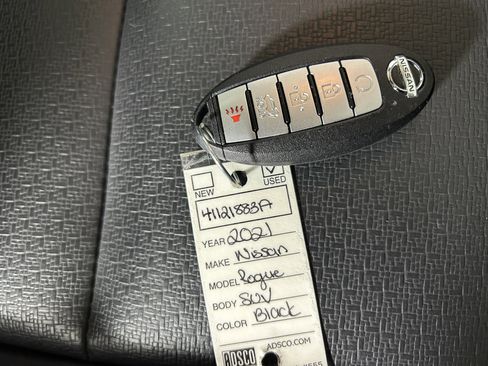 NISSAN
NEW
USED
41121883A
YEAR 2021
MAKE Nissan
MODEL Rogue
BODY SUV
COLOR Black
ADSCO ADSCO.COM